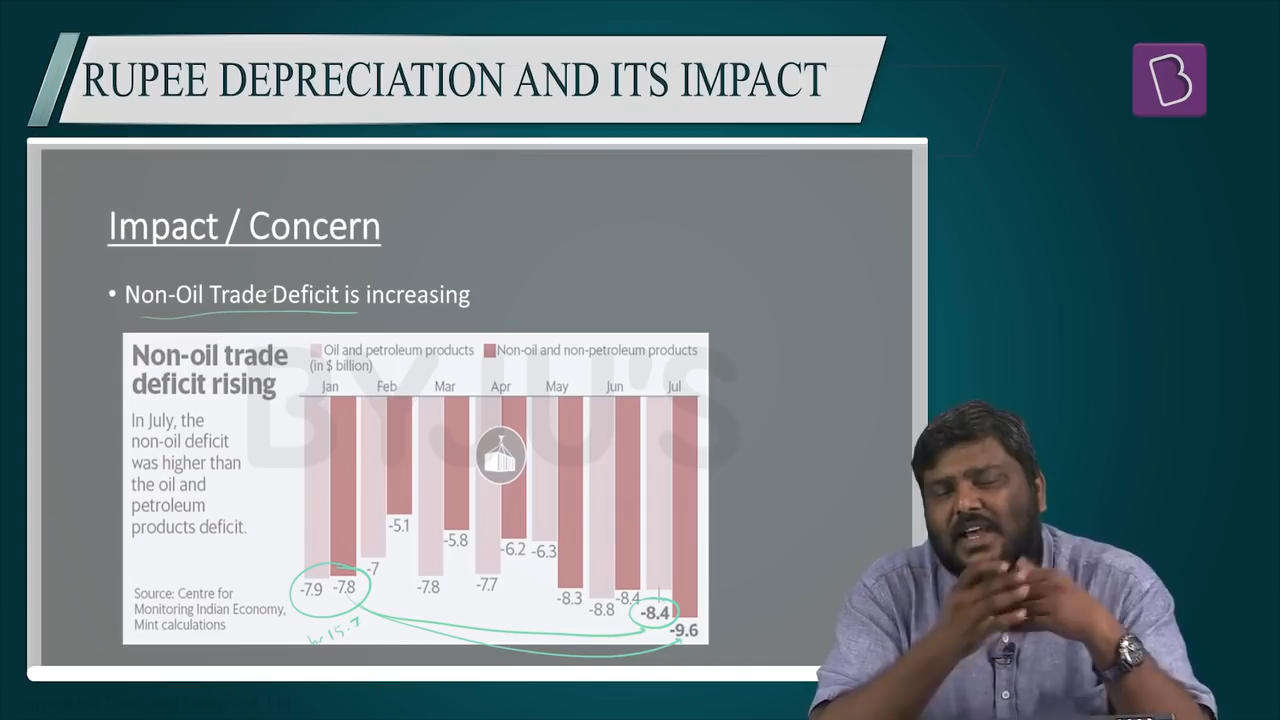 RUPEE DEPRECIATION AND ITS IMPACT
Impact / Concern
• Non-Oil Trade Deficit is increasing
Non-oil trade
deficit rising
In July, the
non-oil deficit
was higher than
the oil and
petroleum
products deficit.
Source: Centre for
Monitoring Indian Economy,
Mint calculations
Oil and petroleum products
(in $ billion)
Non-oil and non-petroleum products
Jan Feb Mar Apr May Jun Jul
-7.9 -7.8 -7 -5.1 -7.8 -5.8 -7.7 -6.2 -6.3 -8.3 -8.8 -8.4 -8.4 -9.6
15.7
BYJU'S
B